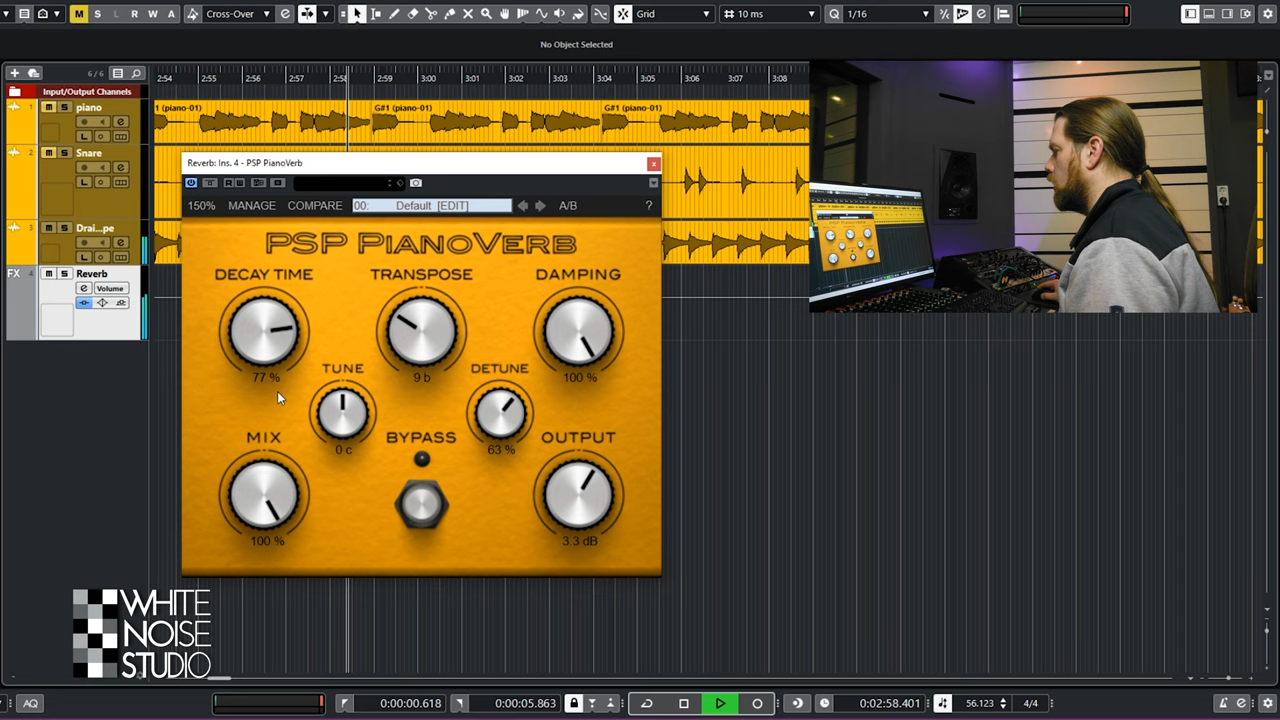 M S L R W A Cross-Over Grid 10 ms Q 1/16
No Object Selected
6/6
2:54 2:55 2:56 2:57 2:58 2:59 3:00 3:01 3:02 3:03 3:04 3:05 3:06 3:07 3:08
Input/Output Channels
1 piano
M S
L
1 (piano-01) G#1 (piano-01) G#1 (piano-01)
2 Snare
M S
L
3 Drai...pe
M S
L
FX 4 Reverb
M S
Volume
Reverb: Ins. 4 - PSP PianoVerb
R W
150% MANAGE COMPARE 00: Default [EDIT] A/B ?
PSP PIANOVERB
DECAY TIME TRANSPOSE DAMPING
77 % 9 b 100 %
TUNE DETUNE
0 c 63 %
MIX BYPASS OUTPUT
100 % 3.3 dB
WHITE
NOISE
STUDIO
AQ 0:00:00.618 0:00:05.863 0:02:58.401 56.123 4/4